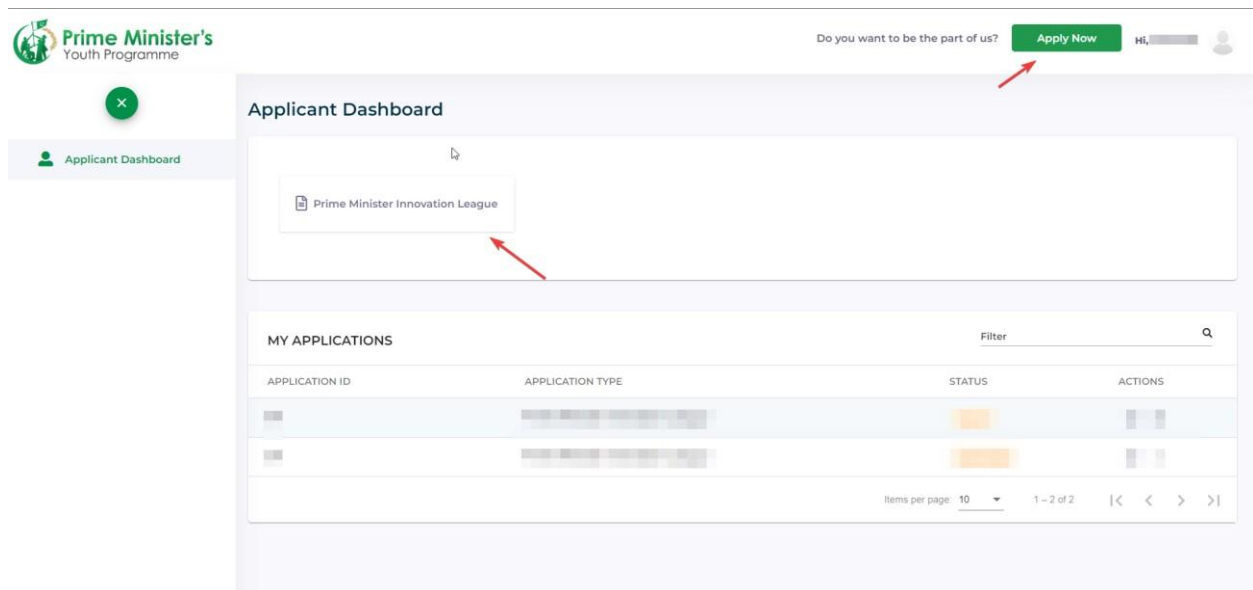 Prime Minister's
Youth Programme
Do you want to be the part of us?
Apply Now
Hi,
Applicant Dashboard
Applicant Dashboard
Prime Minister Innovation League
MY APPLICATIONS
Filter
APPLICATION ID
APPLICATION TYPE
STATUS
ACTIONS
Items per page: 10
1 – 2 of 2